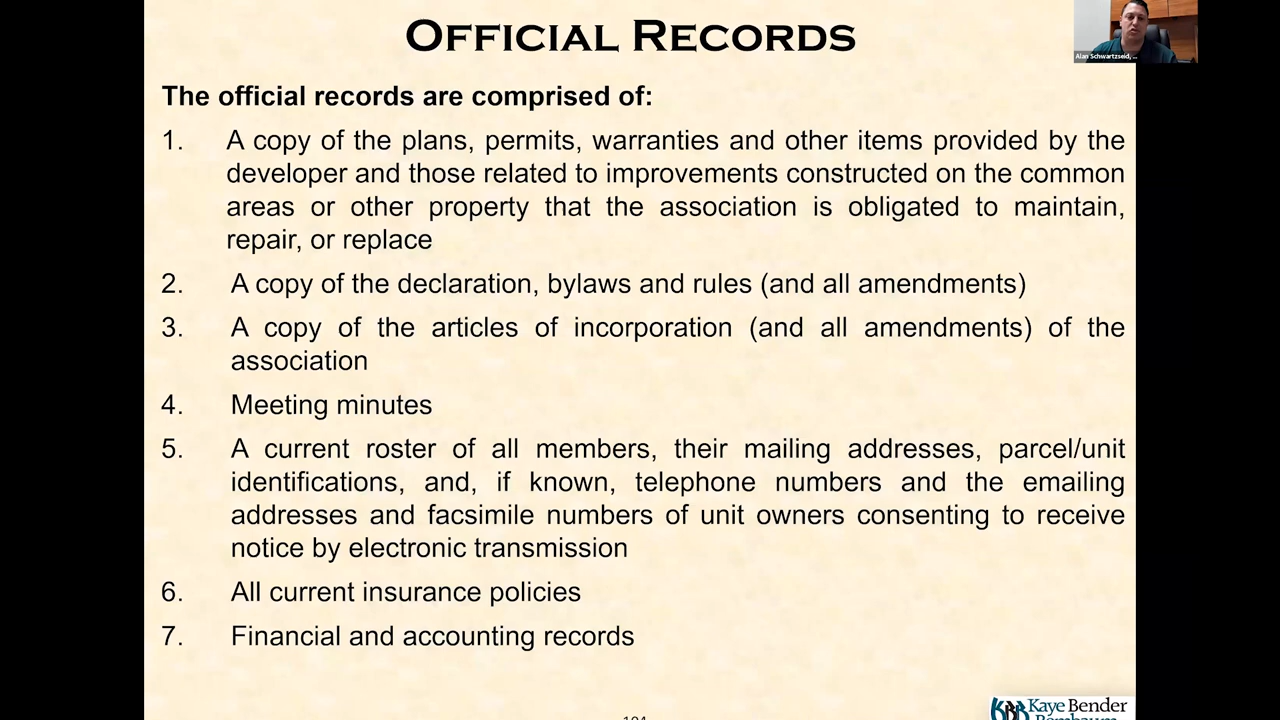 OFFICIAL RECORDS
Alan Schwartzseid, ...
The official records are comprised of:
1. A copy of the plans, permits, warranties and other items provided by the
developer and those related to improvements constructed on the common
areas or other property that the association is obligated to maintain,
repair, or replace
2. A copy of the declaration, bylaws and rules (and all amendments)
3. A copy of the articles of incorporation (and all amendments) of the
association
4. Meeting minutes
5. A current roster of all members, their mailing addresses, parcel/unit
identifications, and, if known, telephone numbers and the emailing
addresses and facsimile numbers of unit owners consenting to receive
notice by electronic transmission
6. All current insurance policies
7. Financial and accounting records
KBR Kaye Bender
Rembaum